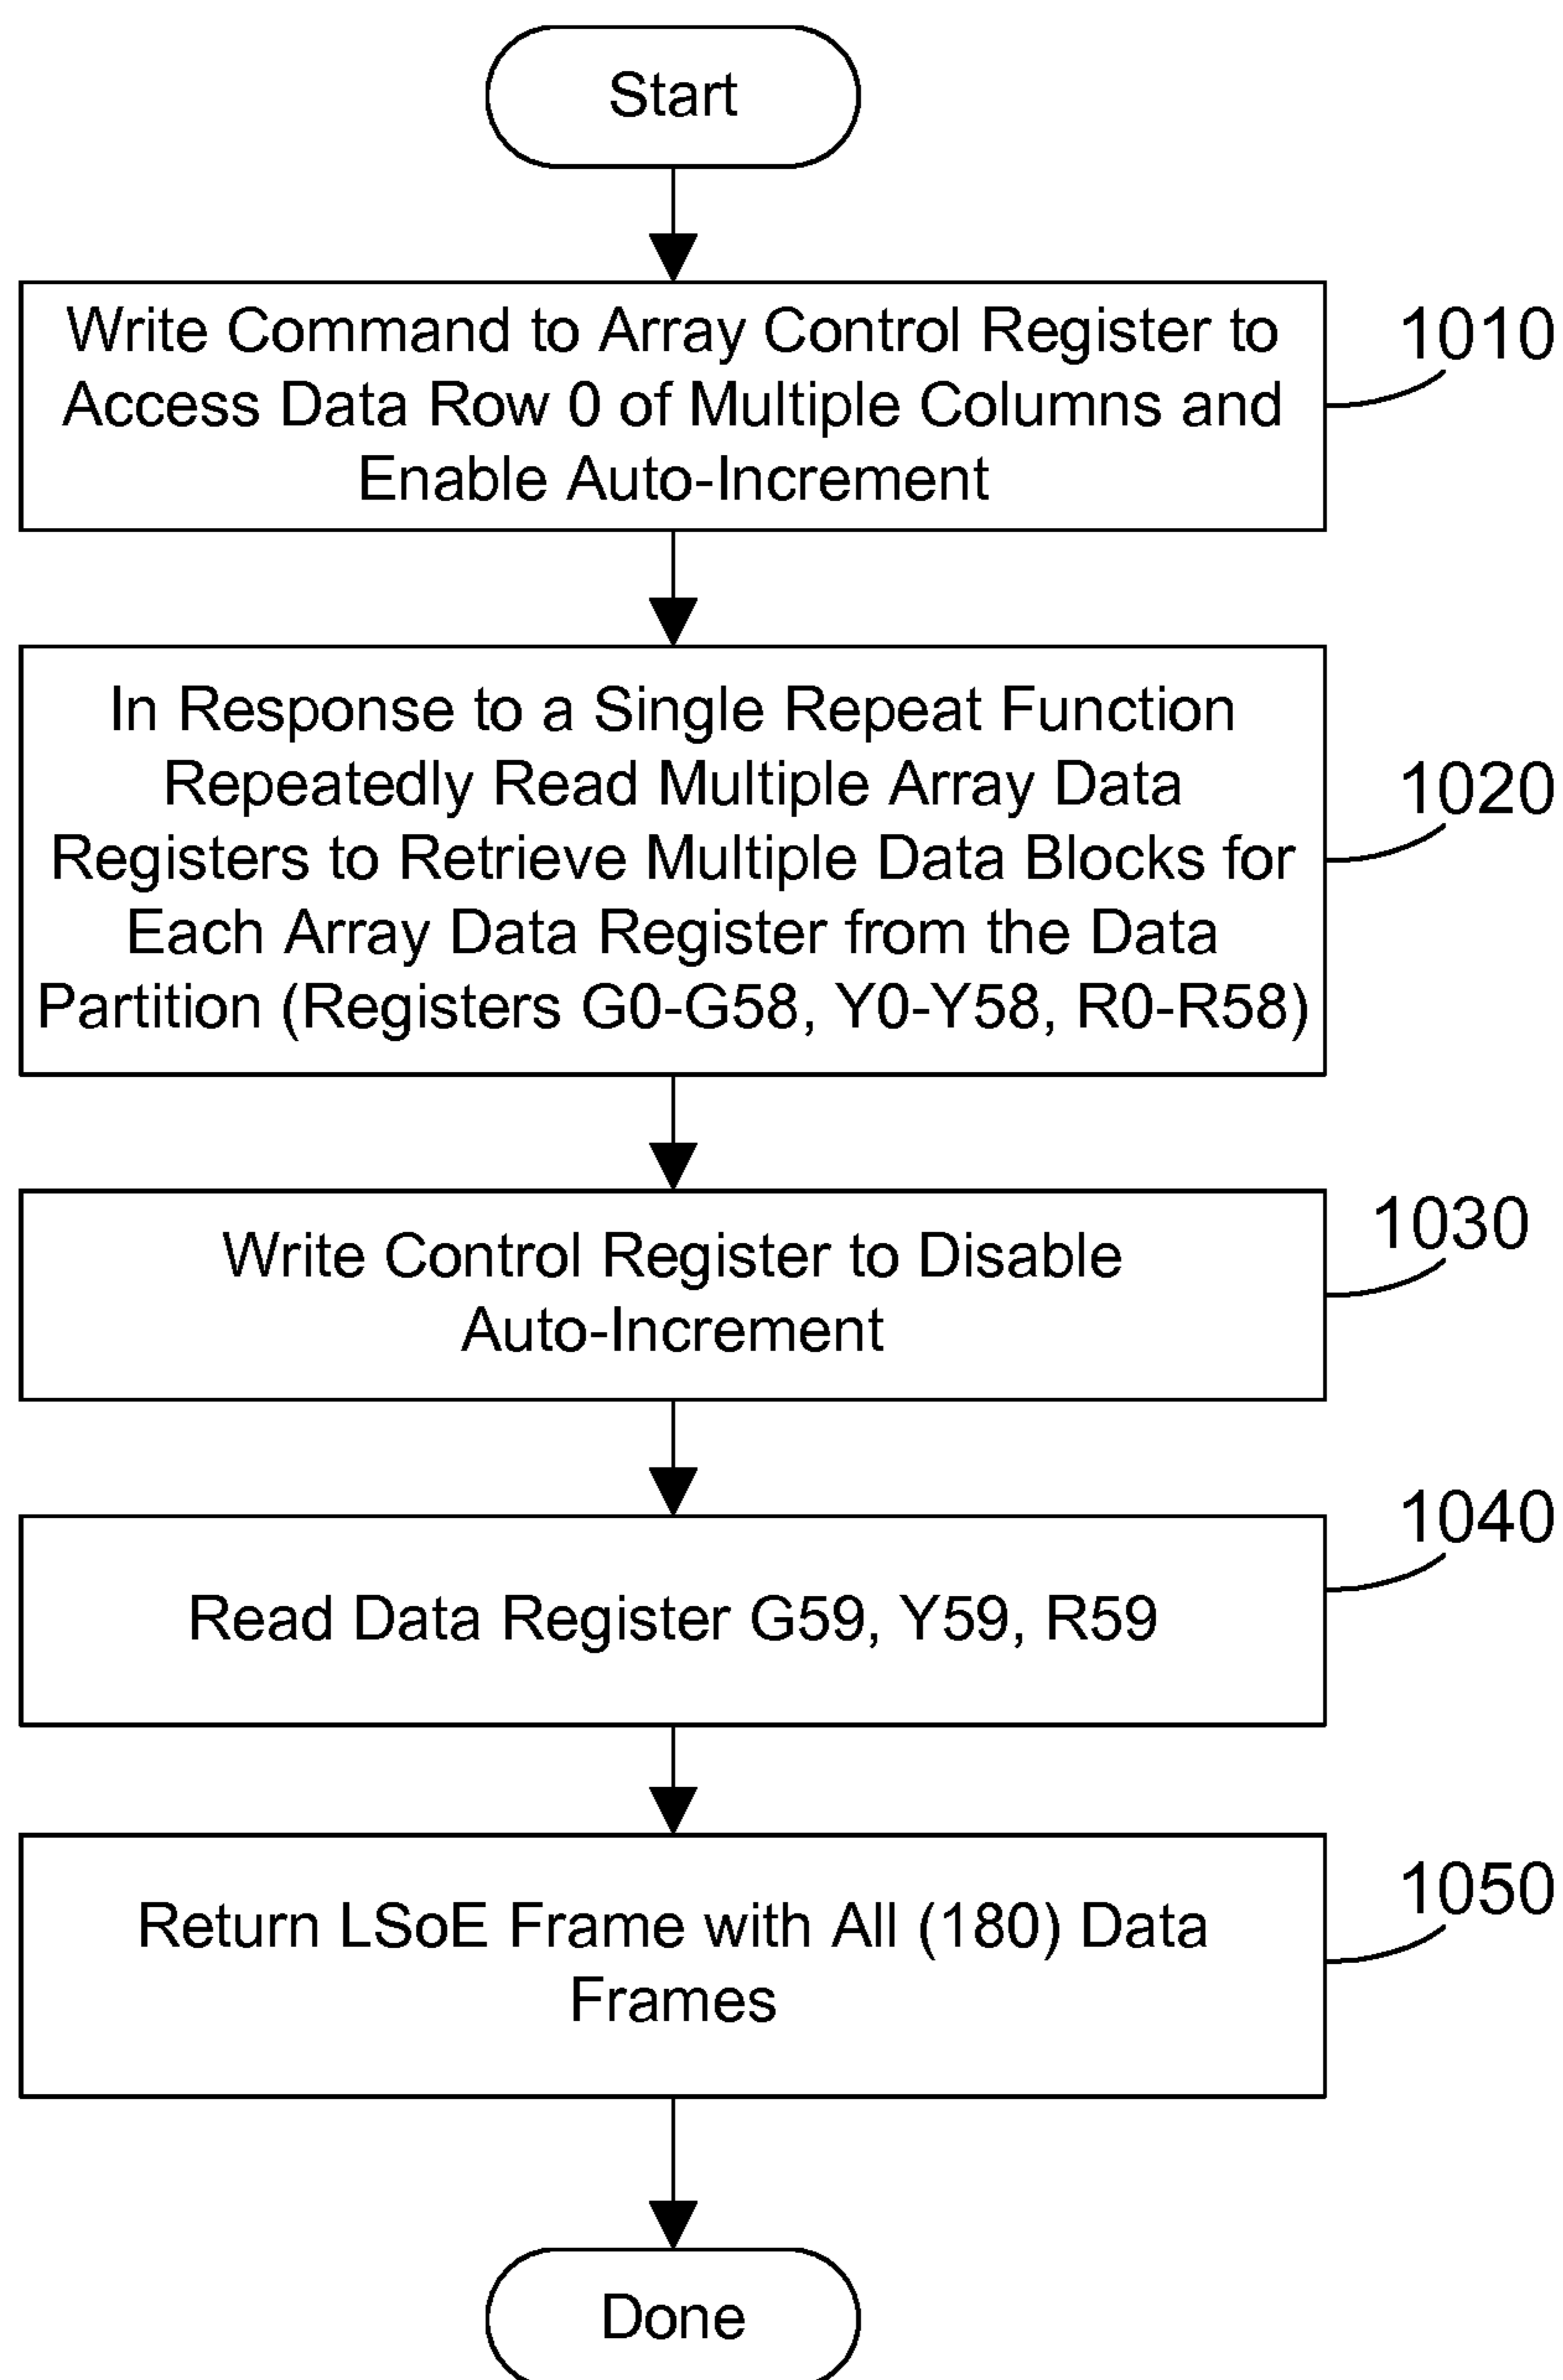 Start
Write Command to Array Control Register to
Access Data Row 0 of Multiple Columns and
Enable Auto-Increment
1010
In Response to a Single Repeat Function
Repeatedly Read Multiple Array Data
Registers to Retrieve Multiple Data Blocks for
Each Array Data Register from the Data
Partition (Registers G0-G58, Y0-Y58, R0-R58)
1020
Write Control Register to Disable
Auto-Increment
1030
Read Data Register G59, Y59, R59
1040
Return LSoE Frame with All (180) Data
Frames
1050
Done